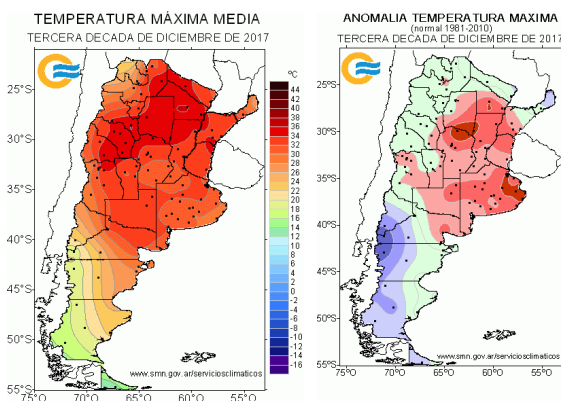 TEMPERATURA MÁXIMA MEDIA
TERCERA DECADA DE DICIEMBRE DE 2017
ºC
44
42
40
38
36
34
32
30
28
26
24
22
20
18
16
14
12
10
8
6
4
2
0
-2
-4
-6
-8
-10
-12
-14
-16
25°S
30°S
35°S
40°S
45°S
50°S
55°S
75°O
70°O
65°O
60°O
55°O
www.smn.gov.ar/serviciosclimaticos
ANOMALIA TEMPERATURA MAXIMA
(normal 1981-2010)
TERCERA DECADA DE DICIEMBRE DE 2017
25°S
30°S
35°S
40°S
45°S
50°S
55°S
75°O
70°O
65°O
60°O
55°O
www.smn.gov.ar/serviciosclimaticos